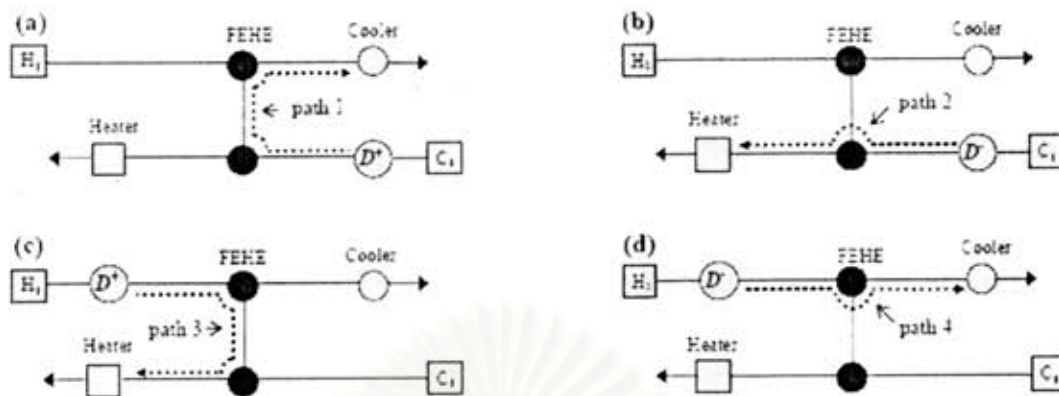 (a)
FEHE
Cooler
H₁
path 1
Heater
D⁺
C₁
(b)
FEHE
Cooler
H₁
path 2
Heater
D⁻
C₁
(c)
FEHE
Cooler
H₁
D⁺
path 3
Heater
C₁
(d)
FEHE
Cooler
H₁
D⁻
path 4
Heater
C₁